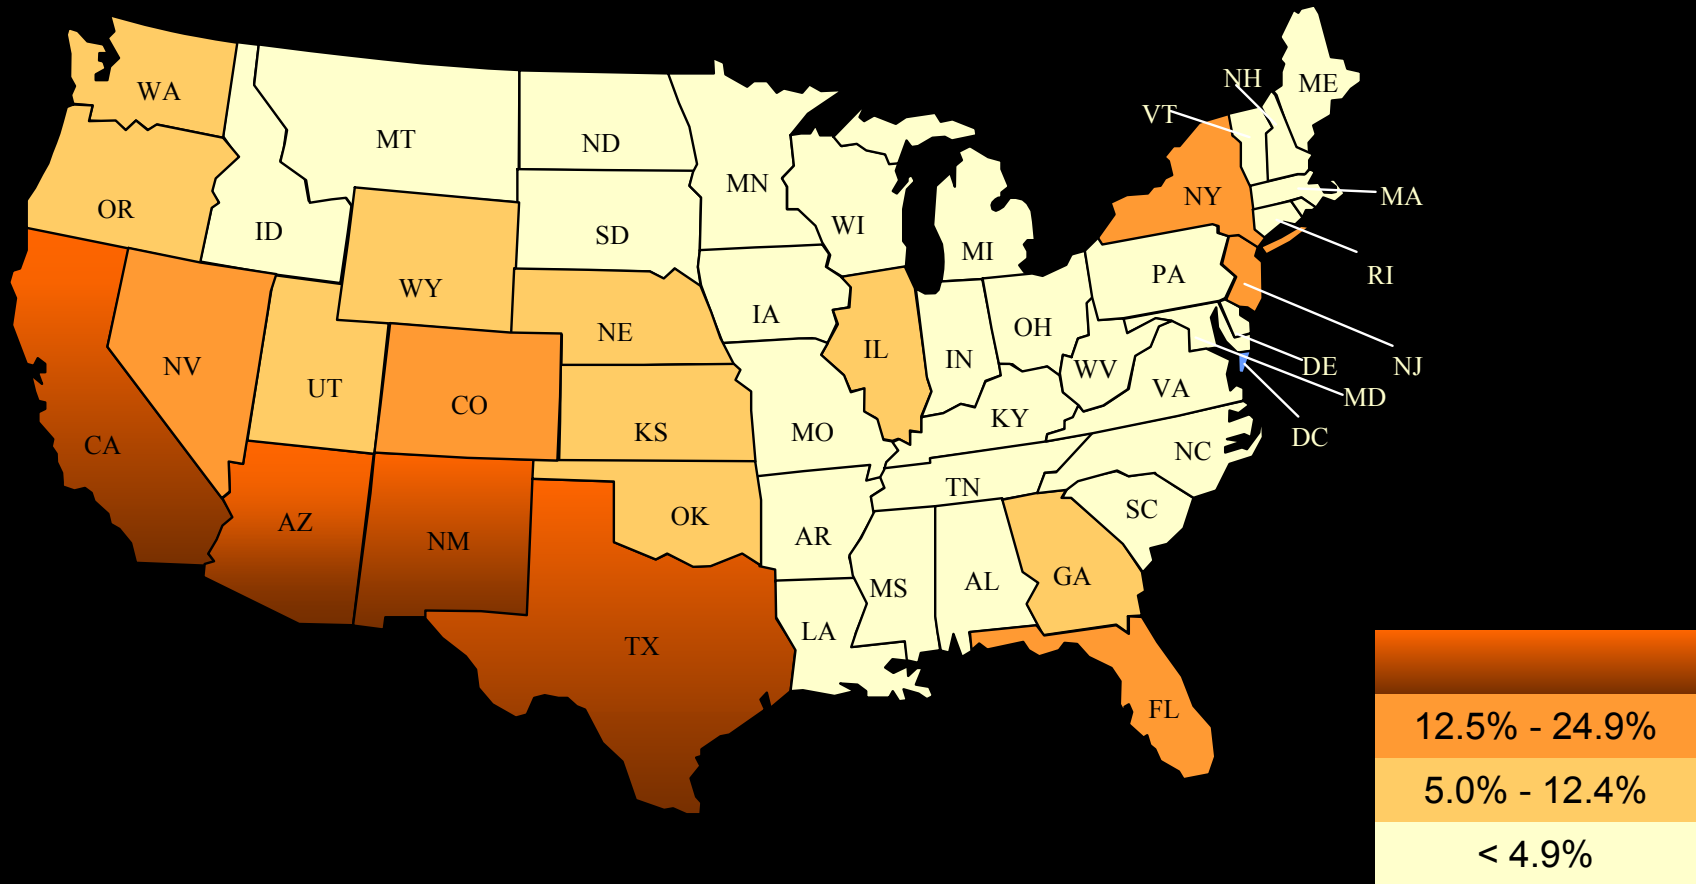 NH
ME
WA
VT
MT
ND
MN
NY
MA
OR
ID
SD
WI
MI
PA
RI
WY
IA
NE
OH
IL
IN
NV
UT
CO
WV
VA
DE
NJ
MD
KY
KS
MO
DC
CA
NC
TN
AZ
OK
SC
NM
AR
MS
AL
GA
LA
TX
FL
12.5% - 24.9%
5.0% - 12.4%
< 4.9%